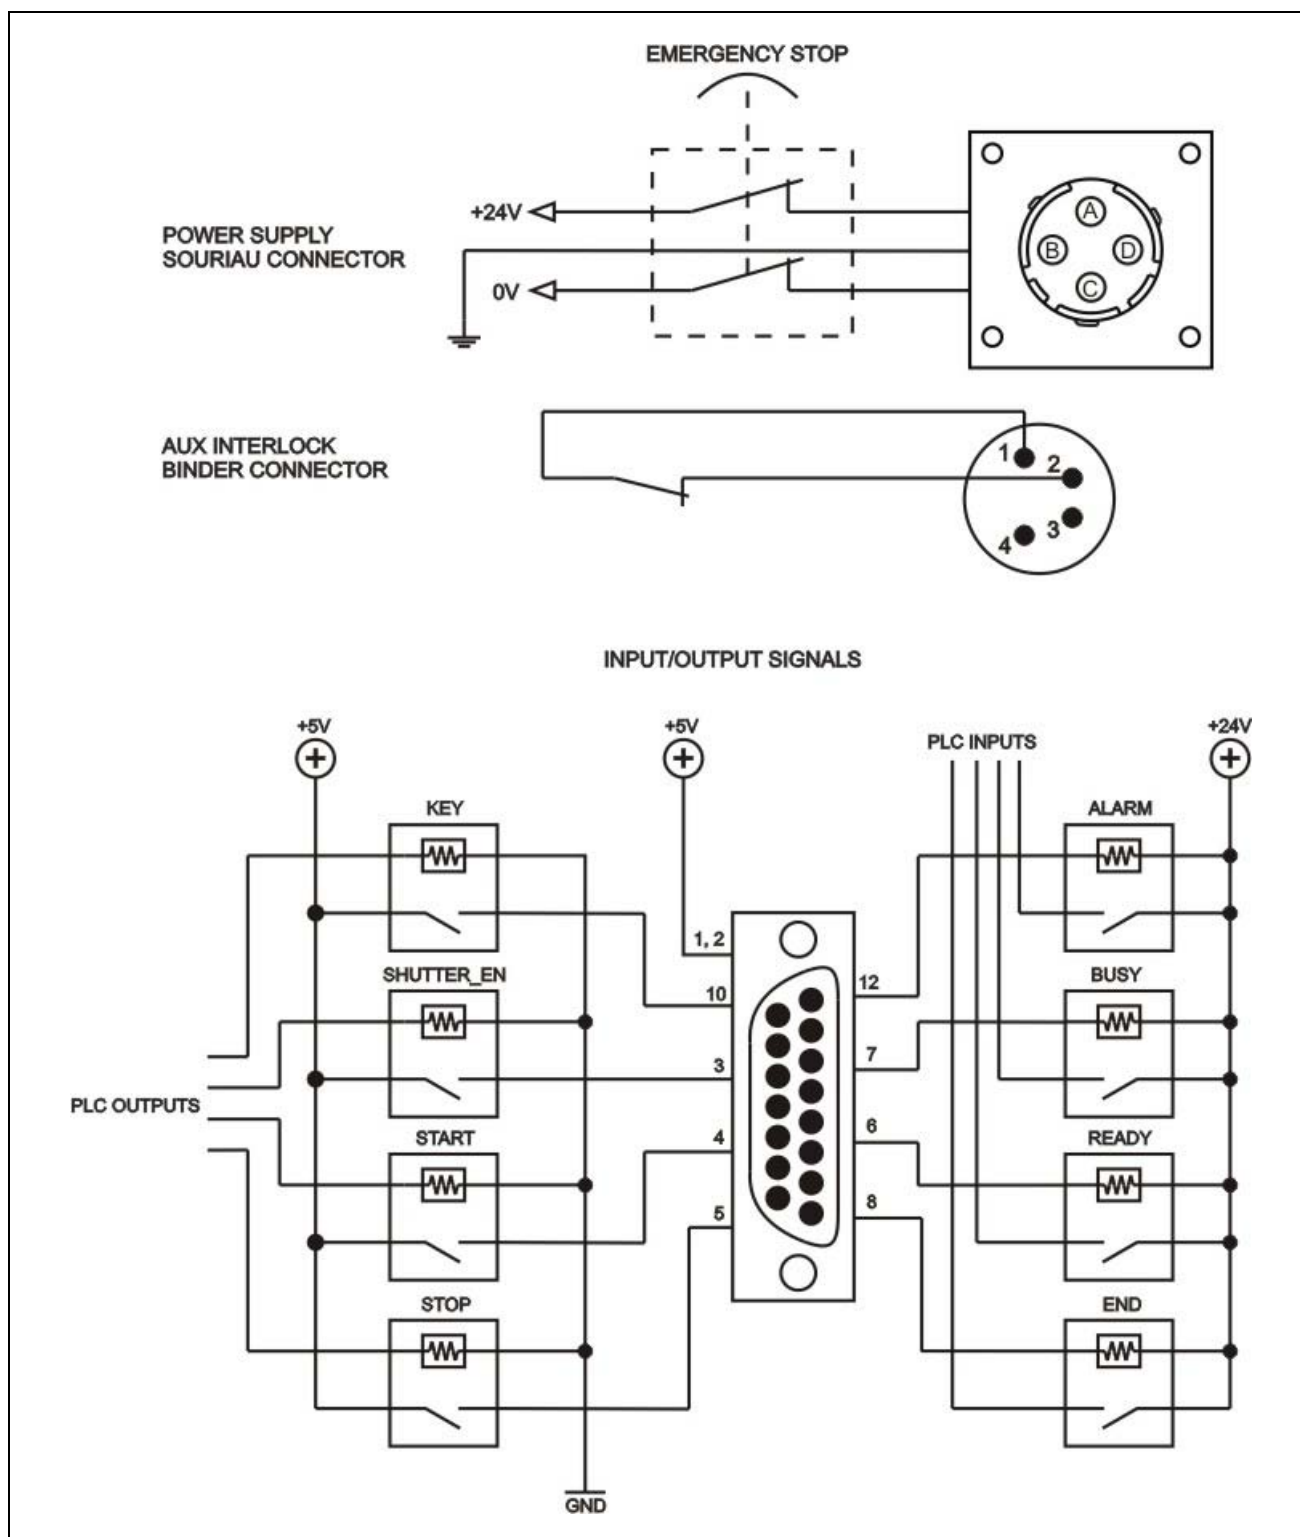 EMERGENCY STOP
+24V
POWER SUPPLY
SOURIAU CONNECTOR
0V
A
B
D
C
AUX INTERLOCK
BINDER CONNECTOR
1
2
3
4
INPUT/OUTPUT SIGNALS
+5V
+5V
PLC INPUTS
+24V
KEY
ALARM
1, 2
10
12
SHUTTER_EN
BUSY
3
7
PLC OUTPUTS
START
4
6
READY
5
8
STOP
END
GND